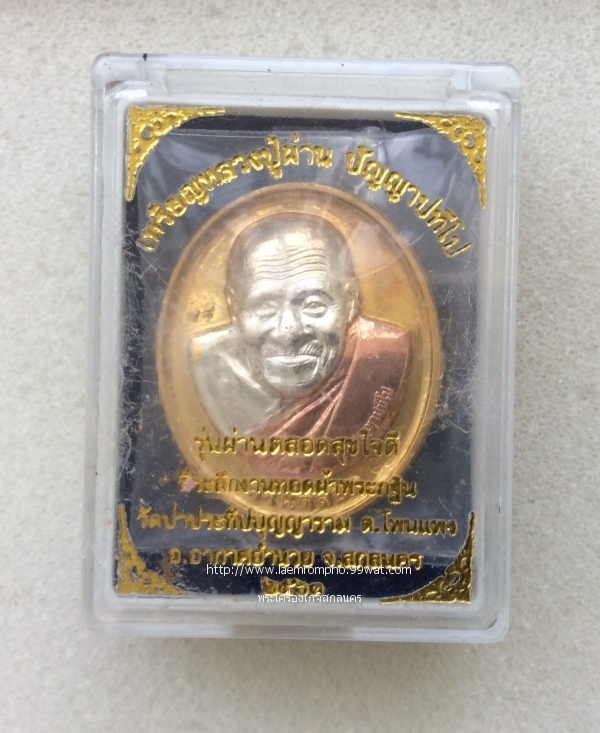 เหรียญหลวงปู่ผ่าน ปัญญาปทีโป
รุ่นผ่านตลอดสุขใจดี
ที่ระลึกงานทอดผ้าพระกฐิน
วัดป่าประทีปปุญญาราม ต.โพนแพง
อ.อากาศอำนวย จ.สกลนคร
http://www.laemrompho.99wat.com
พระเครื่องเกจิสกลนคร